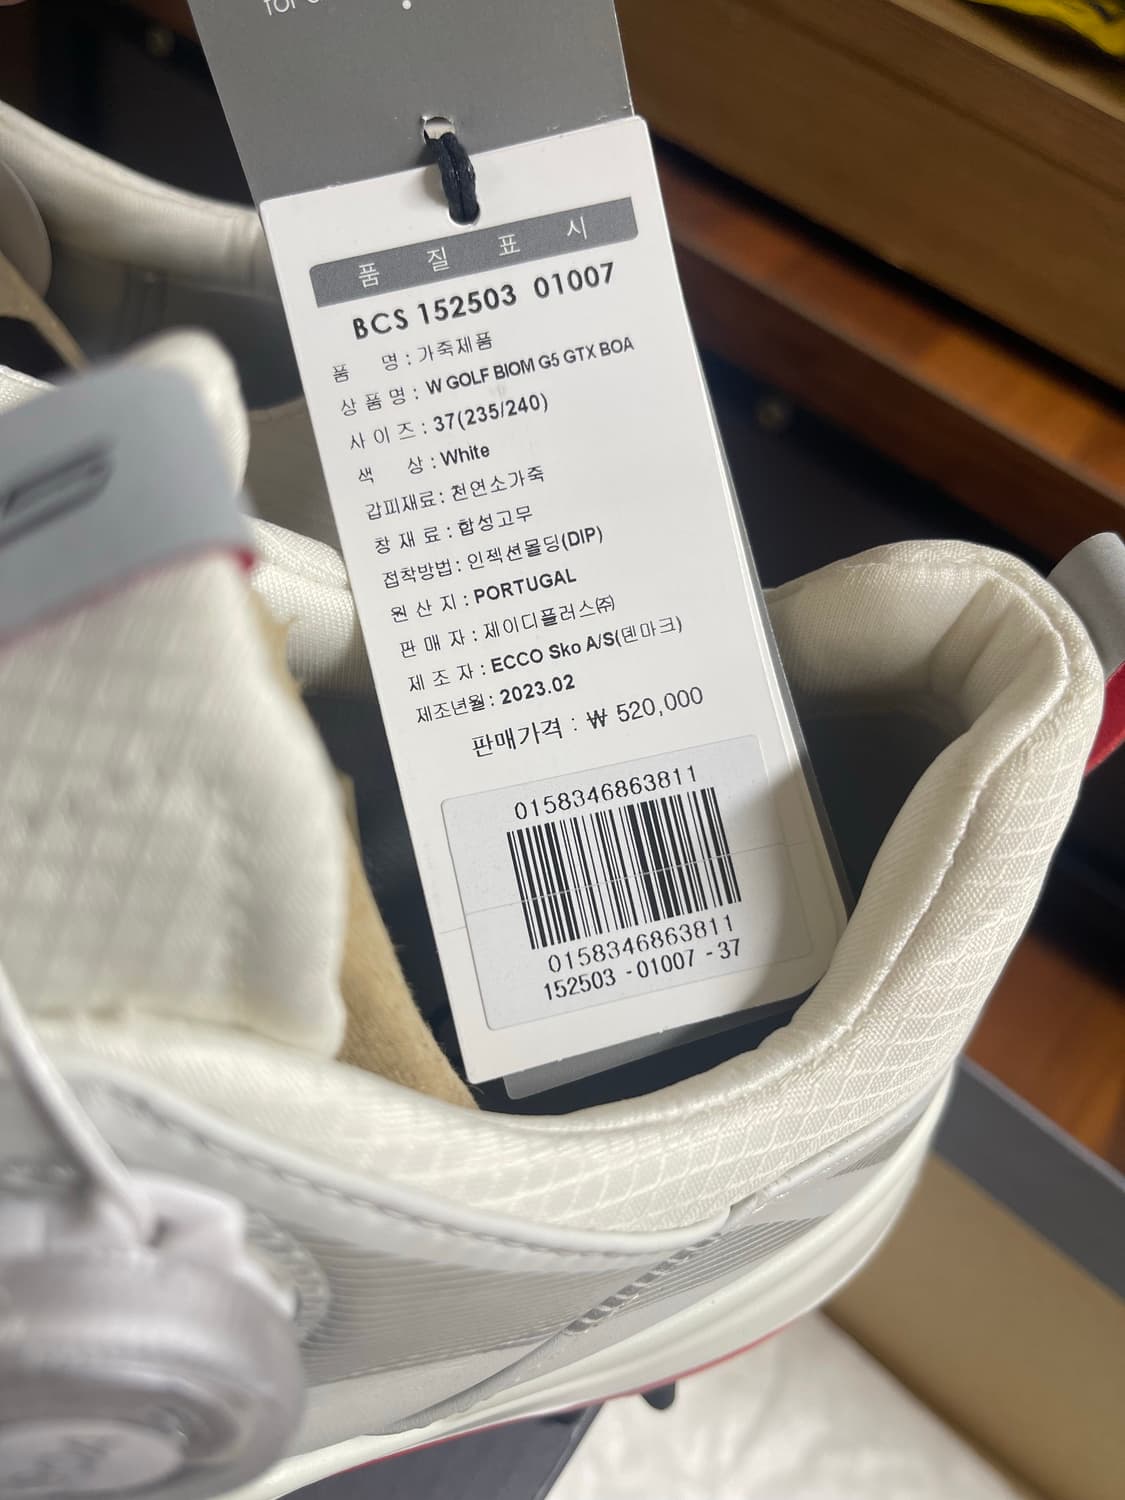 품 질 표 시
BCS 152503 01007
품 명 : 가죽제품
상 품 명 : W GOLF BIOM G5 GTX BOA
사 이 즈 : 37(235/240)
색 상 : White
갑피재료 : 천연소가죽
창 재 료 : 합성고무
접착방법 : 인젝션몰딩(DIP)
원 산 지 : PORTUGAL
판 매 자 : 제이디플러스㈜
제 조 자 : ECCO Sko A/S(덴마크)
제조년월 : 2023.02
판매가격 : ₩ 520,000
0158346863811
0158346863811
152503 - 01007 - 37